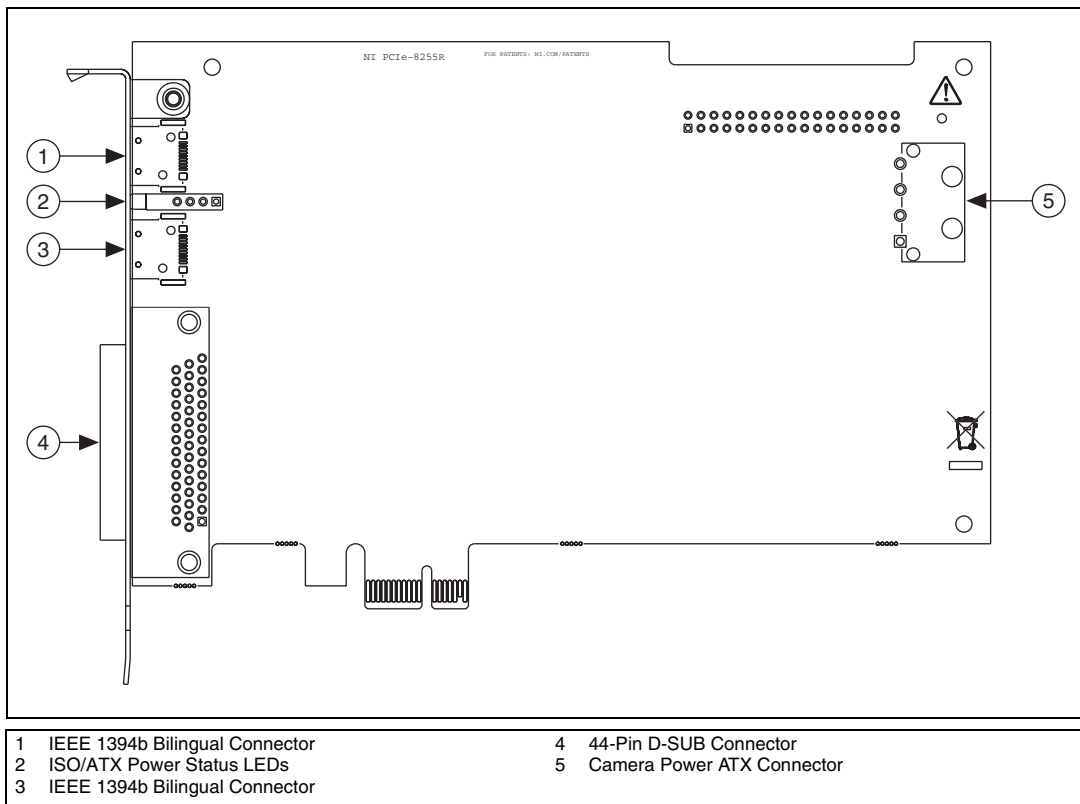 NI PCIe-8255R
FOR PATENTS: NI.COM/PATENTS
1
2
3
4
5
1 IEEE 1394b Bilingual Connector
2 ISO/ATX Power Status LEDs
3 IEEE 1394b Bilingual Connector
4 44-Pin D-SUB Connector
5 Camera Power ATX Connector